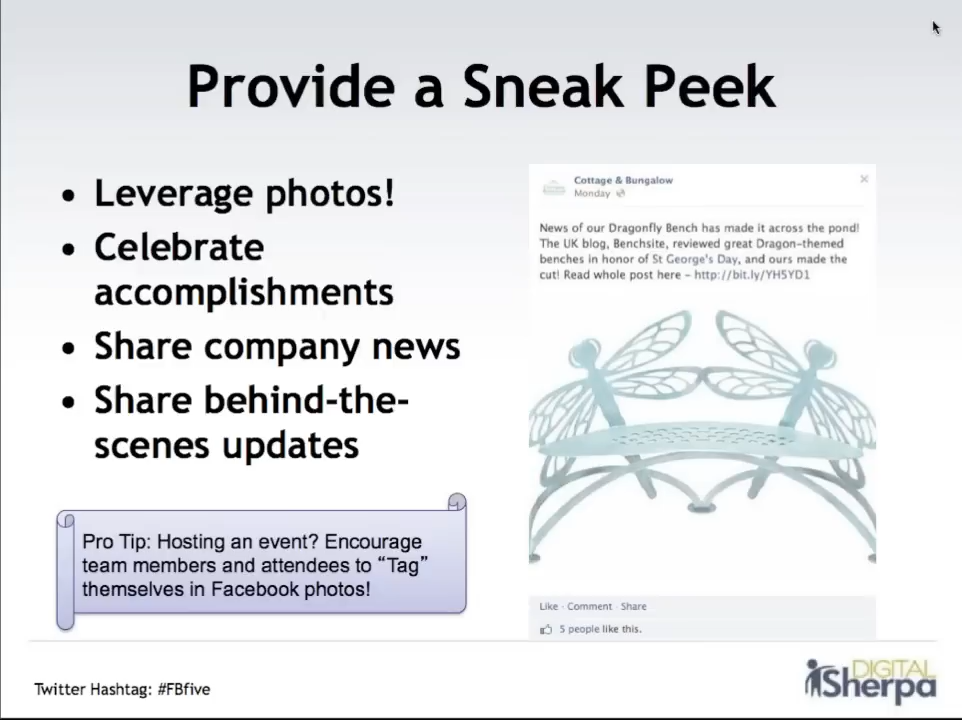 Provide a Sneak Peek
• Leverage photos!
• Celebrate
accomplishments
• Share company news
• Share behind-the-
scenes updates
Pro Tip: Hosting an event? Encourage
team members and attendees to “Tag”
themselves in Facebook photos!
Cottage & Bungalow
Monday
News of our Dragonfly Bench has made it across the pond!
The UK blog, Benchsite, reviewed great Dragon-themed
benches in honor of St George's Day, and ours made the
cut! Read whole post here - http://bit.ly/YH5YD1
Like · Comment · Share
5 people like this.
Twitter Hashtag: #FBfive
DIGITAL
Sherpa